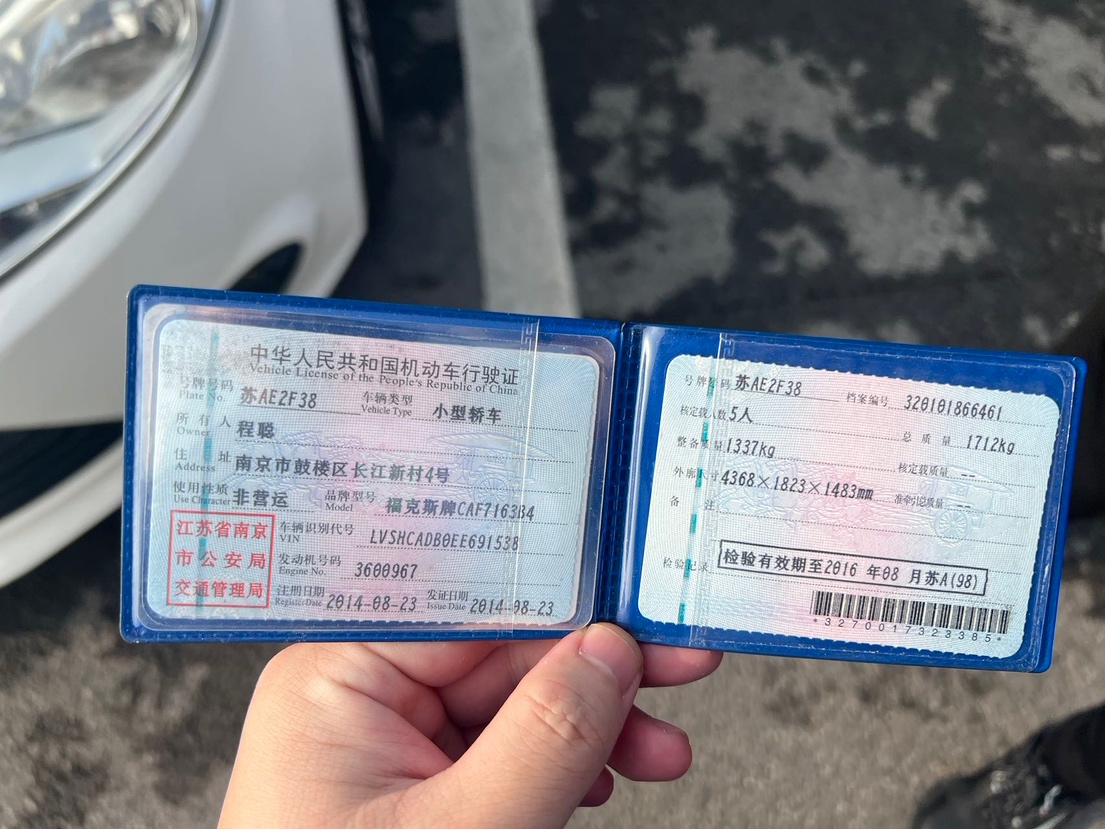 中华人民共和国机动车行驶证
Vehicle License of the People's Republic of China
号牌号码 苏AE2F38 车辆类型 小型轿车
Plate No. Vehicle Type
所有人 程聪
Owner
住址 南京市鼓楼区长江新村4号
Address
使用性质 非营运 品牌型号 福克斯牌CAF7163B4
Use Character Model
江苏省南京
市公安局
交通管理局
车辆识别代号 LVSHCADB0EE691538
VIN
发动机号码 3600967
Engine No.
注册日期 2014-08-23 发证日期 2014-08-23
Register Date Issue Date
号牌号码 苏AE2F38 档案编号 320101866461
核定载人数 5人 总质量 1712kg
整备质量 1337kg 核定载质量 --
外廓尺寸 4368×1823×1483mm 准牵引总质量 --
备注
检验记录 检验有效期至2016年08月苏A(98)
*3270017323385*